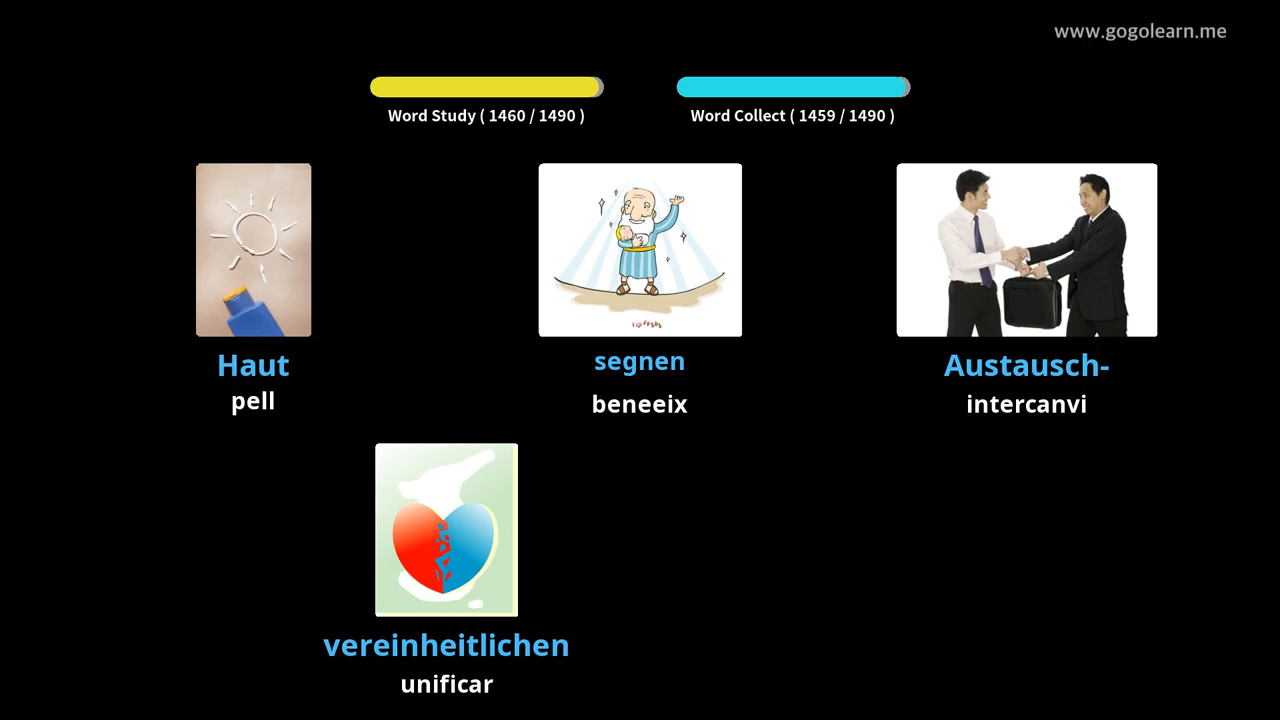 www.gogolearn.me
Word Study ( 1460 / 1490 )
Word Collect ( 1459 / 1490 )
I ♥ JESUS
Haut
pell
segnen
beneeix
Austausch-
intercanvi
vereinheitlichen
unificar